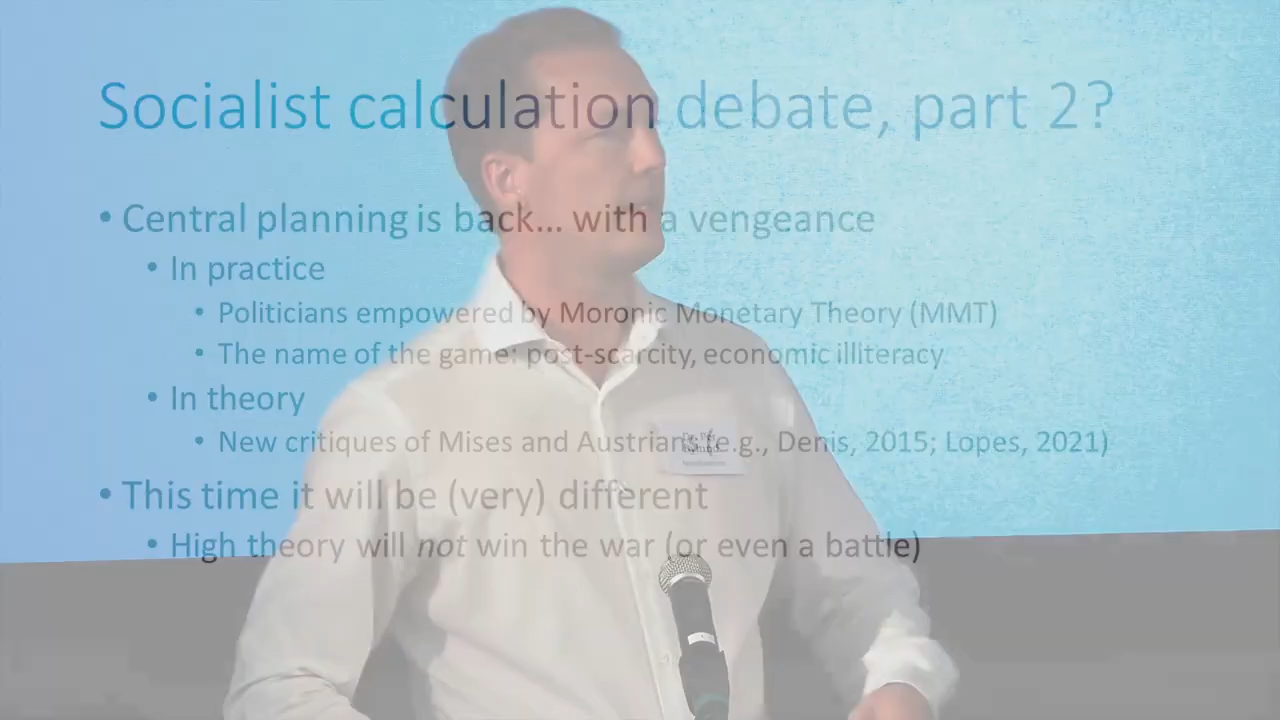 Socialist calculation debate, part 2?
• Central planning is back... with a vengeance
• In practice
• Politicians empowered by Moronic Monetary Theory (MMT)
• The name of the game: post-scarcity, economic illiteracy
• In theory
• New critiques of Mises and Austrians (e.g., Denis, 2015; Lopes, 2021)
• This time it will be (very) different
• High theory will not win the war (or even a battle)